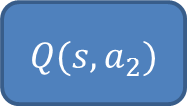 Q(s, a₂)